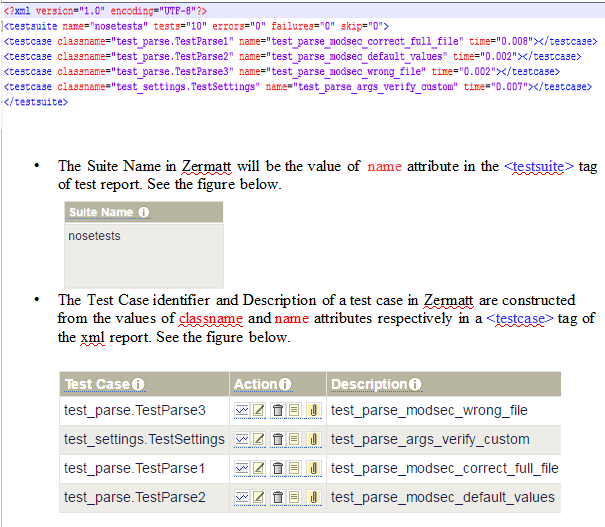 <?xml version="1.0" encoding="UTF-8"?>
<testsuite name="nosetests" tests="10" errors="0" failures="0" skip="0">
<testcase classname="test_parse.TestParse1" name="test_parse_modsec_correct_full_file" time="0.008"></testcase>
<testcase classname="test_parse.TestParse2" name="test_parse_modsec_default_values" time="0.002"></testcase>
<testcase classname="test_parse.TestParse3" name="test_parse_modsec_wrong_file" time="0.002"></testcase>
<testcase classname="test_settings.TestSettings" name="test_parse_args_verify_custom" time="0.007"></testcase>
</testsuite>
• The Suite Name in Zermatt will be the value of name attribute in the <testsuite> tag
of test report. See the figure below.
Suite Name
nosetests
• The Test Case identifier and Description of a test case in Zermatt are constructed
from the values of classname and name attributes respectively in a <testcase> tag of
the xml report. See the figure below.
Test Case Action Description
test_parse.TestParse3 test_parse_modsec_wrong_file
test_settings.TestSettings test_parse_args_verify_custom
test_parse.TestParse1 test_parse_modsec_correct_full_file
test_parse.TestParse2 test_parse_modsec_default_values